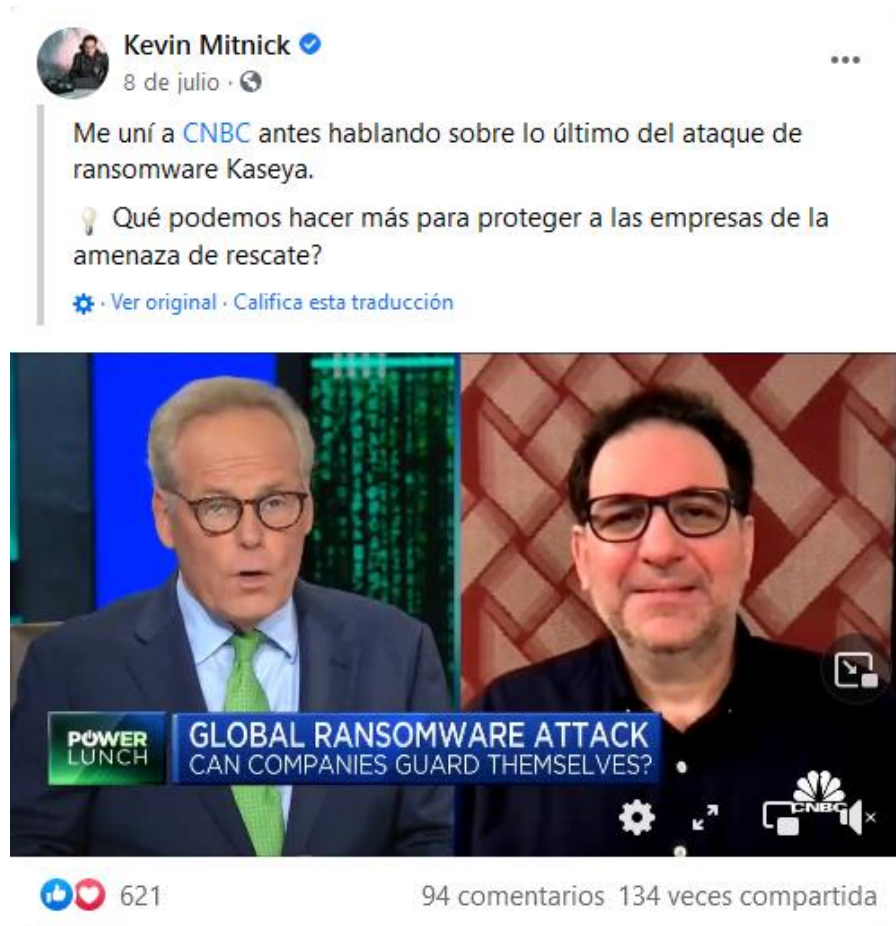 Kevin Mitnick
8 de julio ·
Me uní a CNBC antes hablando sobre lo último del ataque de
ransomware Kaseya.
Qué podemos hacer más para proteger a las empresas de la
amenaza de rescate?
· Ver original · Califica esta traducción
POWER
LUNCH
GLOBAL RANSOMWARE ATTACK
CAN COMPANIES GUARD THEMSELVES?
CNBC
621
94 comentarios 134 veces compartida